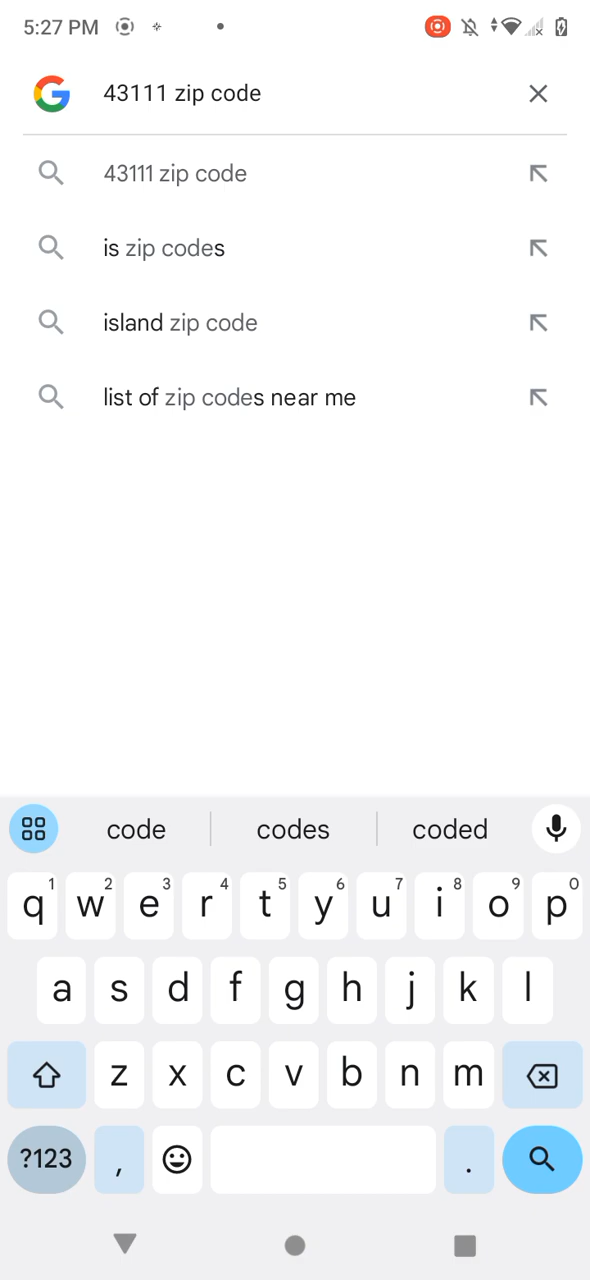 5:27 PM
43111 zip code
43111 zip code
is zip codes
island zip code
list of zip codes near me
code codes coded
q1 w2 e3 r4 t5 y6 u7 i8 o9 p0
a s d f g h j k l
z x c v b n m
?123 , .